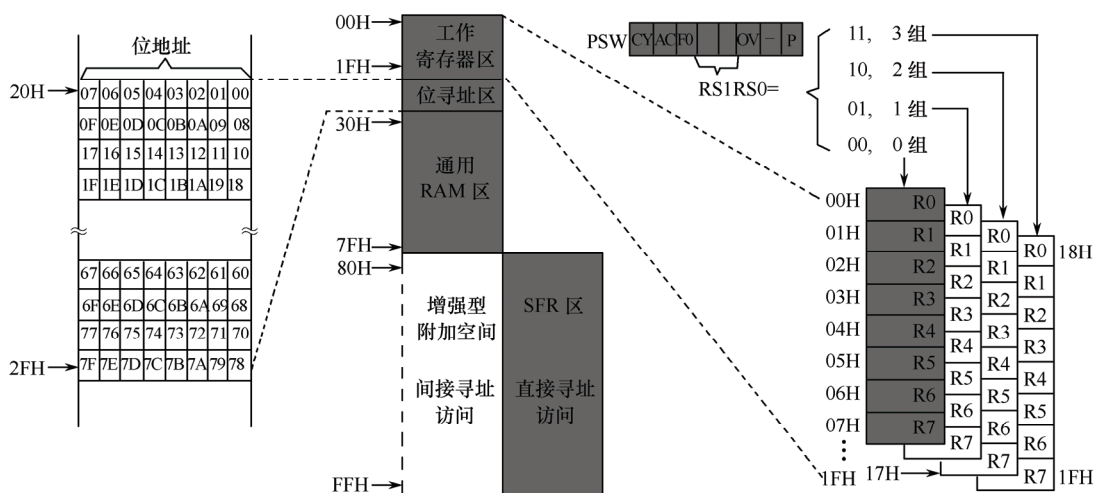 位地址
20H
07 06 05 04 03 02 01 00
0F 0E 0D 0C 0B 0A 09 08
17 16 15 14 13 12 11 10
1F 1E 1D 1C 1B 1A 19 18
67 66 65 64 63 62 61 60
6F 6E 6D 6C 6B 6A 69 68
77 76 75 74 73 72 71 70
2FH
7F 7E 7D 7C 7B 7A 79 78
00H
工作
寄存器区
1FH
位寻址区
30H
通用
RAM 区
7FH
80H
增强型
附加空间
间接寻址
访问
FFH
SFR 区
直接寻址
访问
PSW CY AC F0 OV − P
RS1RS0=
11, 3 组
10, 2 组
01, 1 组
00, 0 组
00H
01H
02H
03H
04H
05H
06H
07H
1FH
R0
R1
R2
R3
R4
R5
R6
R7
R0
R1
R2
R3
R4
R5
R6
R7
R0
R1
R2
R3
R4
R5
R6
R7
17H
R0
R1
R2
R3
R4
R5
R6
R7
18H
1FH